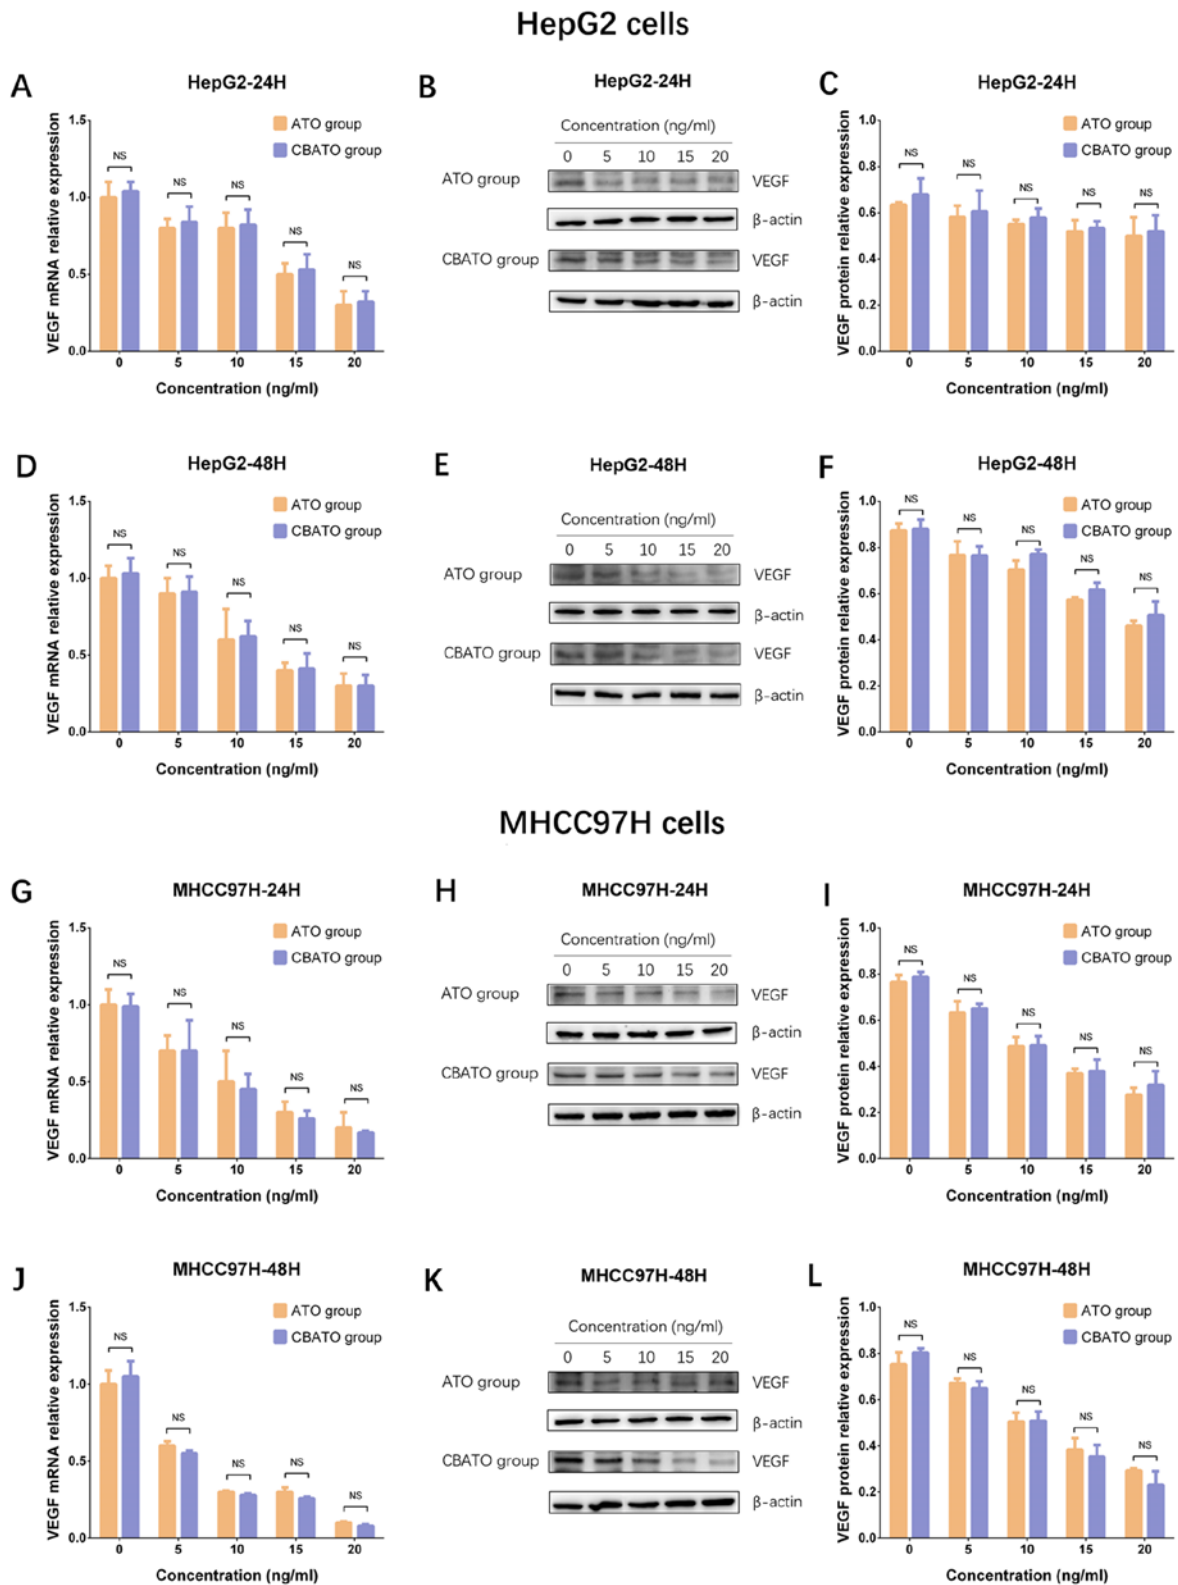 HepG2 cells
A
HepG2-24H
VEGF mRNA relative expression
1.5
1.0
0.5
0.0
ATO group
CBATO group
NS
NS
NS
NS
NS
0 5 10 15 20
Concentration (ng/ml)
B
HepG2-24H
Concentration (ng/ml)
0 5 10 15 20
ATO group VEGF
β-actin
CBATO group VEGF
β-actin
C
HepG2-24H
VEGF protein relative expression
1.0
0.8
0.6
0.4
0.2
0.0
ATO group
CBATO group
NS
NS
NS
NS
NS
0 5 10 15 20
Concentration (ng/ml)
D
HepG2-48H
VEGF mRNA relative expression
1.5
1.0
0.5
0.0
ATO group
CBATO group
NS
NS
NS
NS
NS
0 5 10 15 20
Concentration (ng/ml)
E
HepG2-48H
Concentration (ng/ml)
0 5 10 15 20
ATO group VEGF
β-actin
CBATO group VEGF
β-actin
F
HepG2-48H
VEGF protein relative expression
1.0
0.8
0.6
0.4
0.2
0.0
ATO group
CBATO group
NS
NS
NS
NS
NS
0 5 10 15 20
Concentration (ng/ml)
MHCC97H cells
G
MHCC97H-24H
VEGF mRNA relative expression
1.5
1.0
0.5
0.0
ATO group
CBATO group
NS
NS
NS
NS
NS
0 5 10 15 20
Concentration (ng/ml)
H
MHCC97H-24H
Concentration (ng/ml)
0 5 10 15 20
ATO group VEGF
β-actin
CBATO group VEGF
β-actin
I
MHCC97H-24H
VEGF protein relative expression
1.0
0.8
0.6
0.4
0.2
0.0
ATO group
CBATO group
NS
NS
NS
NS
NS
0 5 10 15 20
Concentration (ng/ml)
J
MHCC97H-48H
VEGF mRNA relative expression
1.5
1.0
0.5
0.0
ATO group
CBATO group
NS
NS
NS
NS
NS
0 5 10 15 20
Concentration (ng/ml)
K
MHCC97H-48H
Concentration (ng/ml)
0 5 10 15 20
ATO group VEGF
β-actin
CBATO group VEGF
β-actin
L
MHCC97H-48H
VEGF protein relative expression
1.0
0.8
0.6
0.4
0.2
0.0
ATO group
CBATO group
NS
NS
NS
NS
NS
0 5 10 15 20
Concentration (ng/ml)